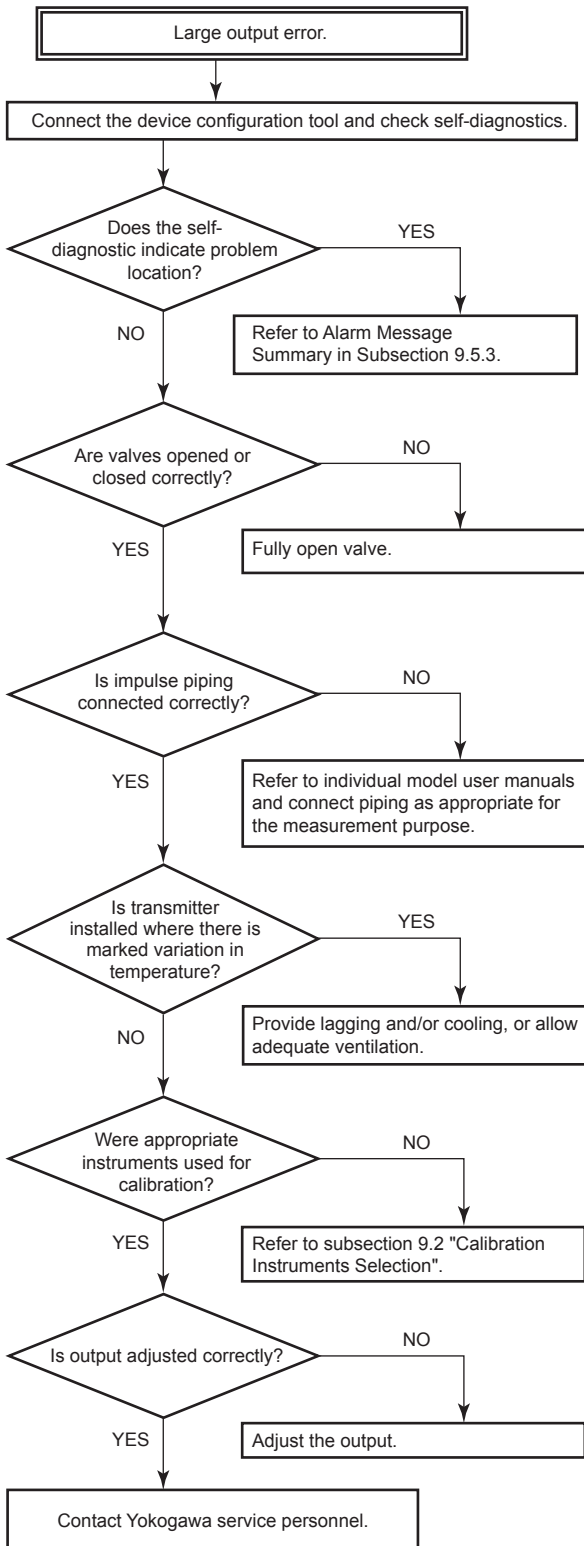 Large output error.
Connect the device configuration tool and check self-diagnostics.
Does the self-
diagnostic indicate problem
location?
YES
NO
Refer to Alarm Message
Summary in Subsection 9.5.3.
Are valves opened or
closed correctly?
NO
YES
Fully open valve.
Is impulse piping
connected correctly?
NO
YES
Refer to individual model user manuals
and connect piping as appropriate for
the measurement purpose.
Is transmitter
installed where there is
marked variation in
temperature?
YES
NO
Provide lagging and/or cooling, or allow
adequate ventilation.
Were appropriate
instruments used for
calibration?
NO
YES
Refer to subsection 9.2 "Calibration
Instruments Selection".
Is output adjusted correctly?
NO
YES
Adjust the output.
Contact Yokogawa service personnel.